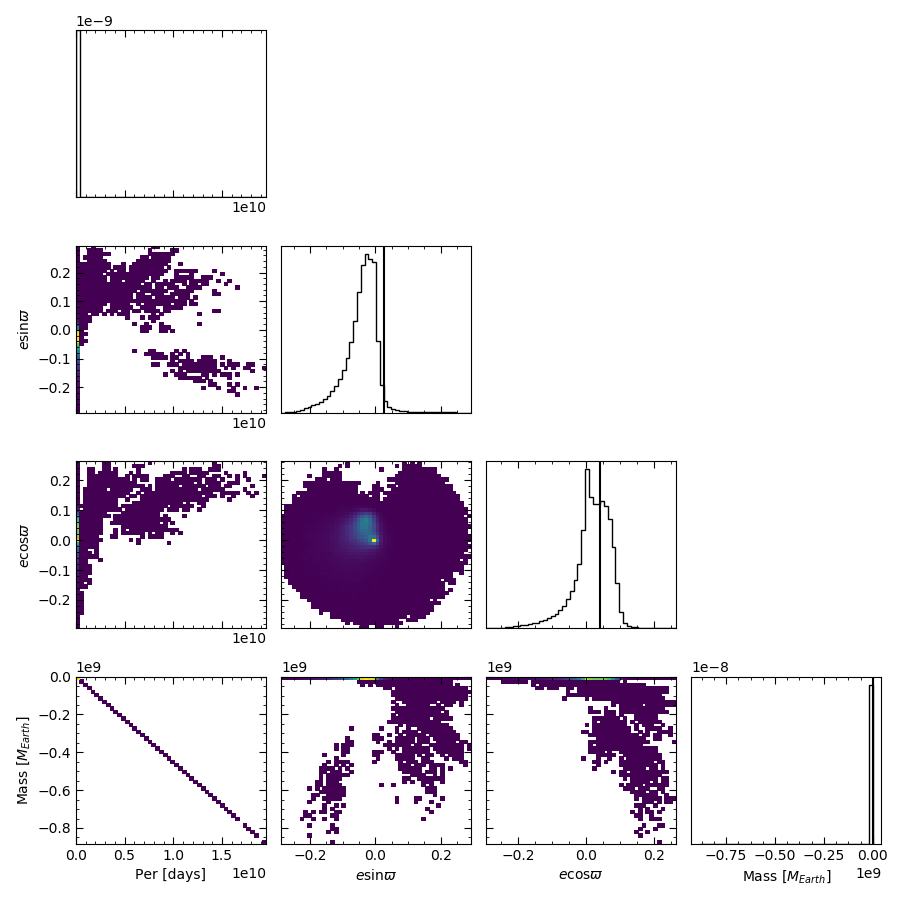 1e−9
1e10
0.2
0.1
0.0
−0.1
−0.2
e sinϖ
1e10
0.2
0.1
0.0
−0.1
−0.2
e cosϖ
1e10
1e9
1e9
1e9
1e−8
0.0
−0.2
−0.4
−0.6
−0.8
Mass [M_Earth]
0.0 0.5 1.0 1.5
−0.2 0.0 0.2
−0.2 0.0 0.2
−0.75 −0.50 −0.25 0.00
Per [days] 1e10
e sinϖ
e cosϖ
Mass [M_Earth] 1e9